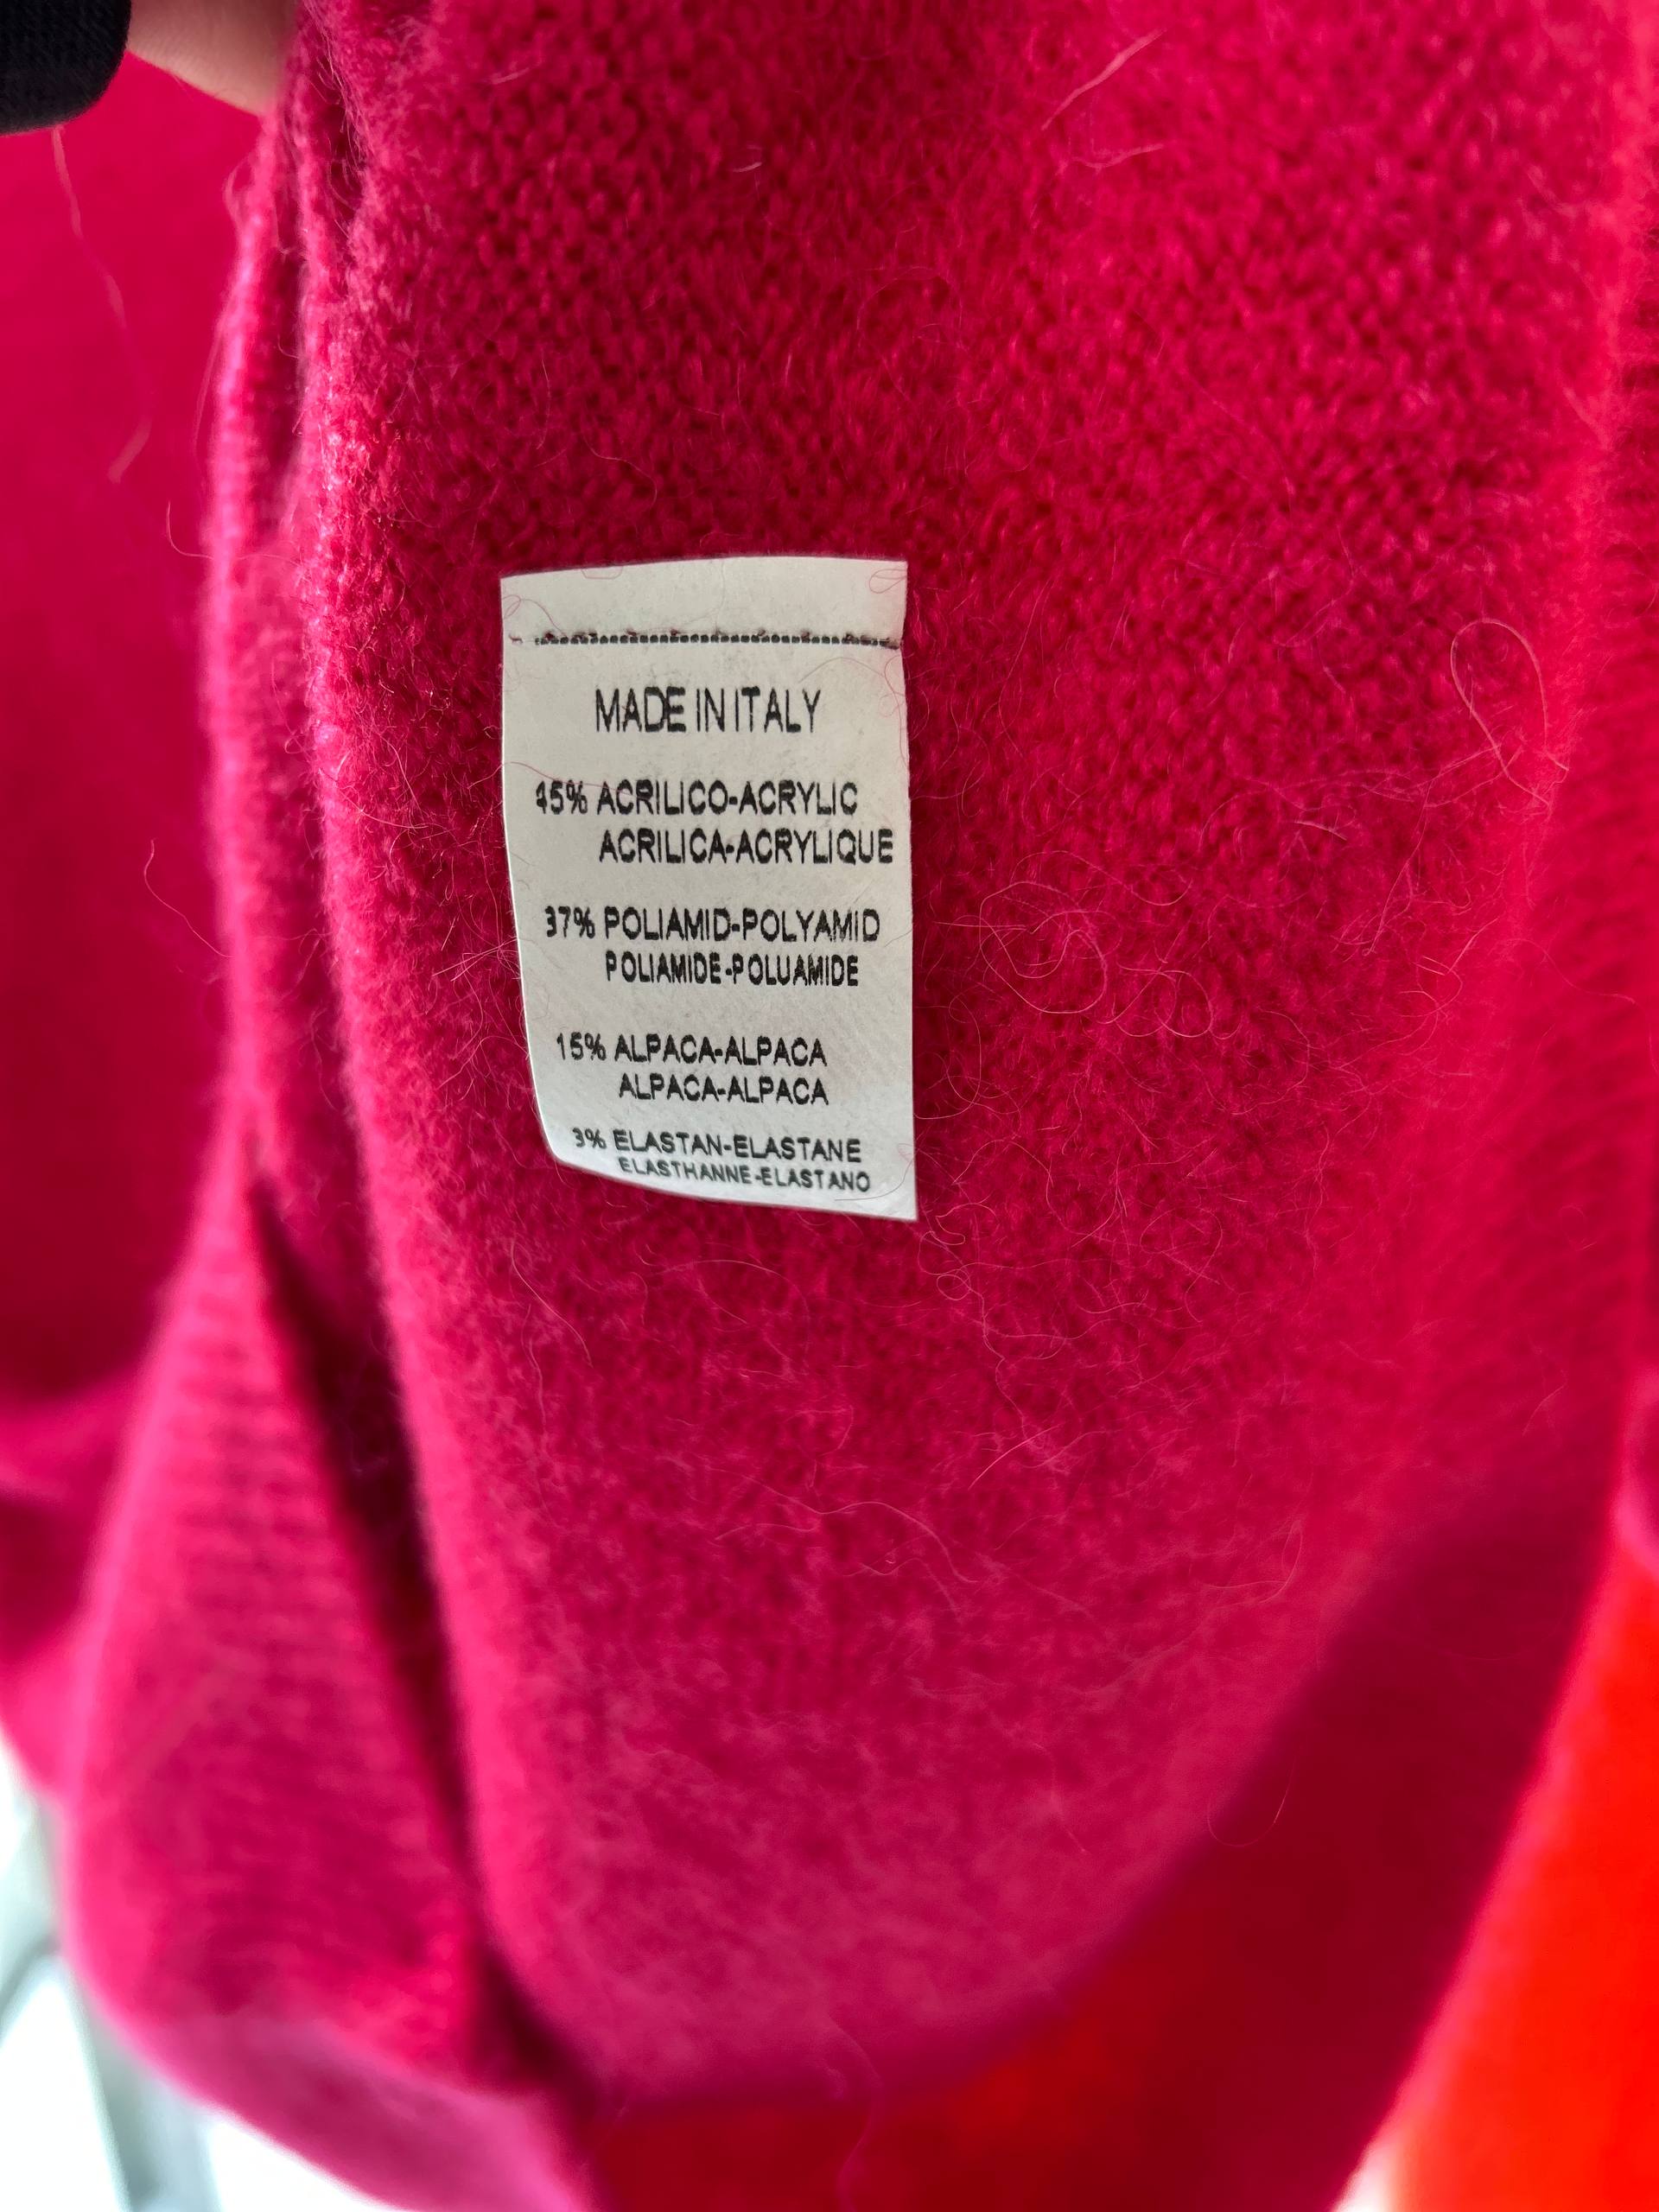 MADE IN ITALY
45% ACRILICO-ACRYLIC
ACRILICA-ACRYLIQUE
37% POLIAMID-POLYAMID
POLIAMIDE-POLUAMIDE
15% ALPACA-ALPACA
ALPACA-ALPACA
3% ELASTAN-ELASTANE
ELASTHANNE-ELASTANO